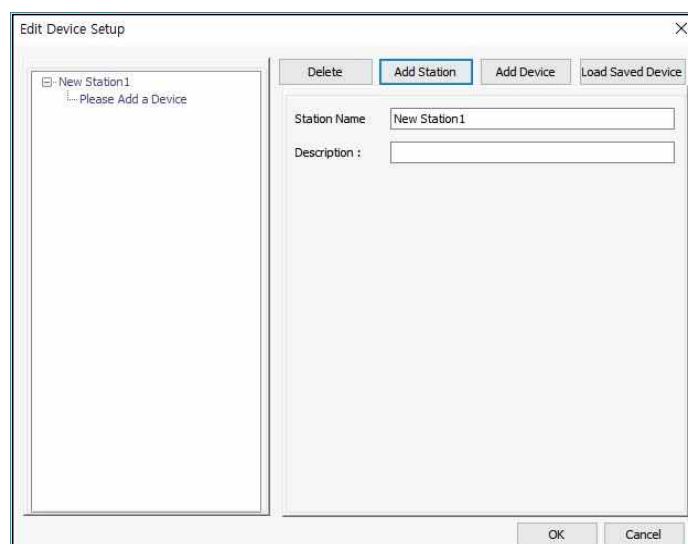 Edit Device Setup
New Station1
Please Add a Device
Delete
Add Station
Add Device
Load Saved Device
Station Name
New Station1
Description :
OK
Cancel